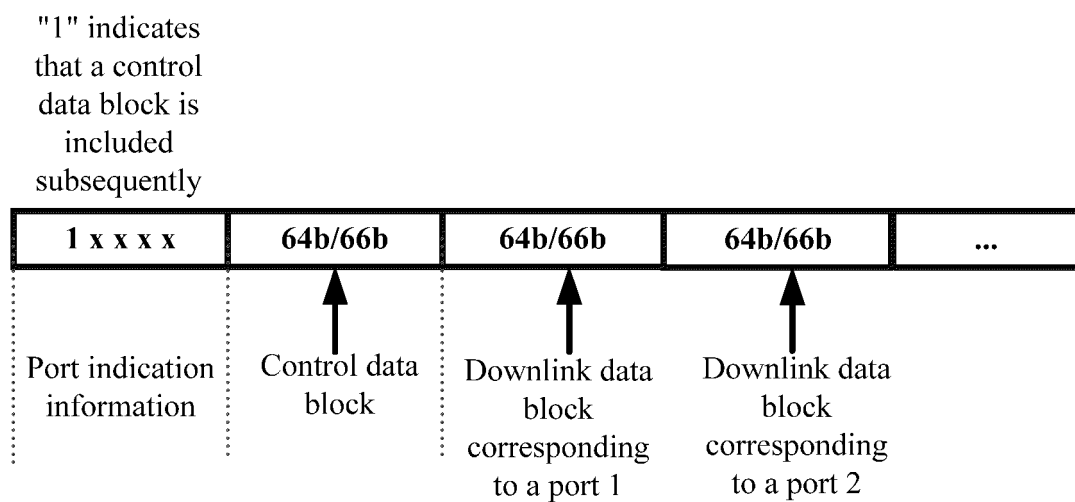 "1" indicates
that a control
data block is
included
subsequently
1 x x x x
64b/66b
64b/66b
64b/66b
...
Port indication
information
Control data
block
Downlink data
block
corresponding
to a port 1
Downlink data
block
corresponding
to a port 2